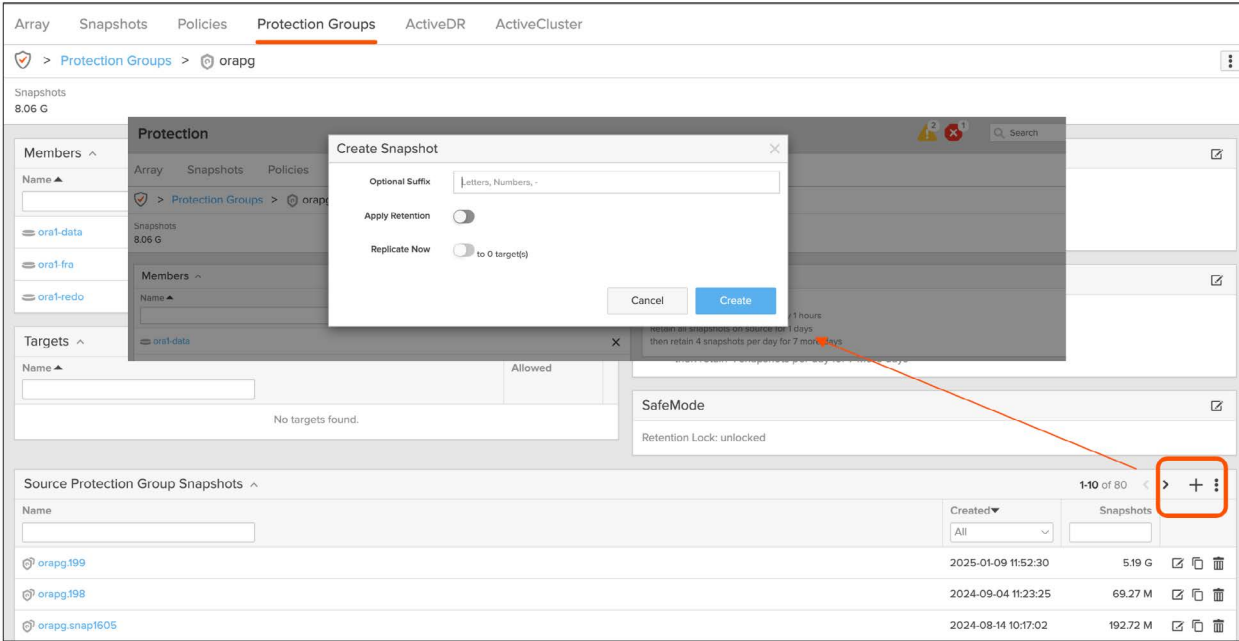 Array Snapshots Policies Protection Groups ActiveDR ActiveCluster
> Protection Groups > orapg
Snapshots
8.06 G
Members
Name
ora1-data
ora1-fra
ora1-redo
Protection
2 1
Search
Array Snapshots Policies
> Protection Groups > orapg
Snapshots
8.06 G
Members
Name
ora1-data
Create Snapshot
Optional Suffix Letters, Numbers, -
Apply Retention
Replicate Now to 0 target(s)
Cancel Create
1 hours
Retain all snapshots on source for 1 days
then retain 4 snapshots per day for 7 more days
Targets
Name Allowed
No targets found.
SafeMode
Retention Lock: unlocked
Source Protection Group Snapshots 1-10 of 80
Name Created Snapshots
All
orapg.199 2025-01-09 11:52:30 5.19 G
orapg.198 2024-09-04 11:23:25 69.27 M
orapg.snap1605 2024-08-14 10:17:02 192.72 M